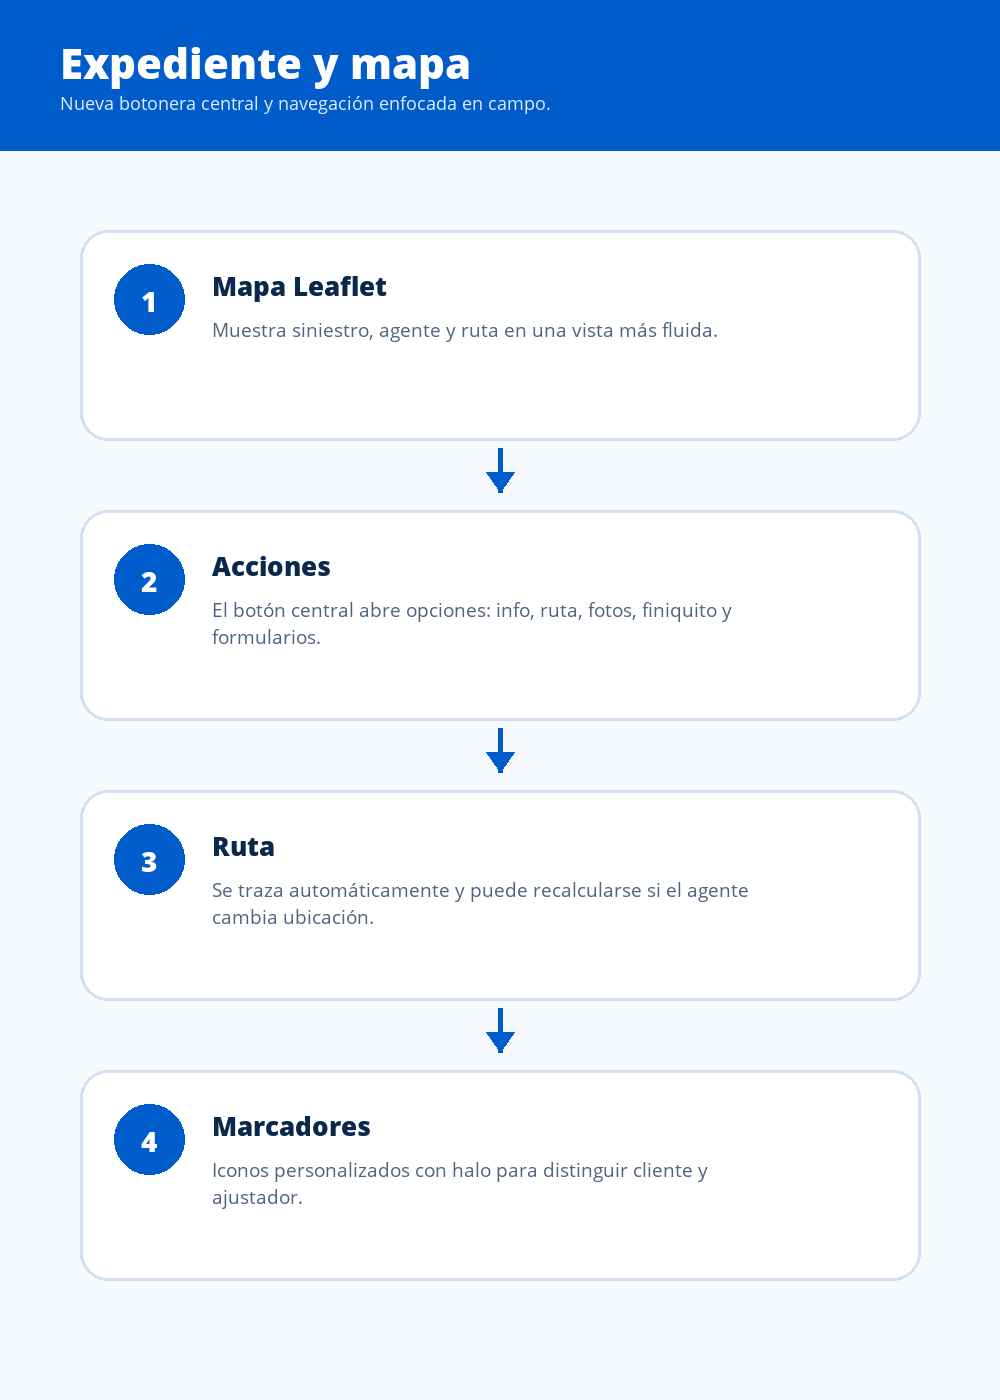 Expediente y mapa
Nueva botonera central y navegación enfocada en campo.
1
Mapa Leaflet
Muestra siniestro, agente y ruta en una vista más fluida.
2
Acciones
El botón central abre opciones: info, ruta, fotos, finiquito y
formularios.
3
Ruta
Se traza automáticamente y puede recalcularse si el agente
cambia ubicación.
4
Marcadores
Iconos personalizados con halo para distinguir cliente y
ajustador.